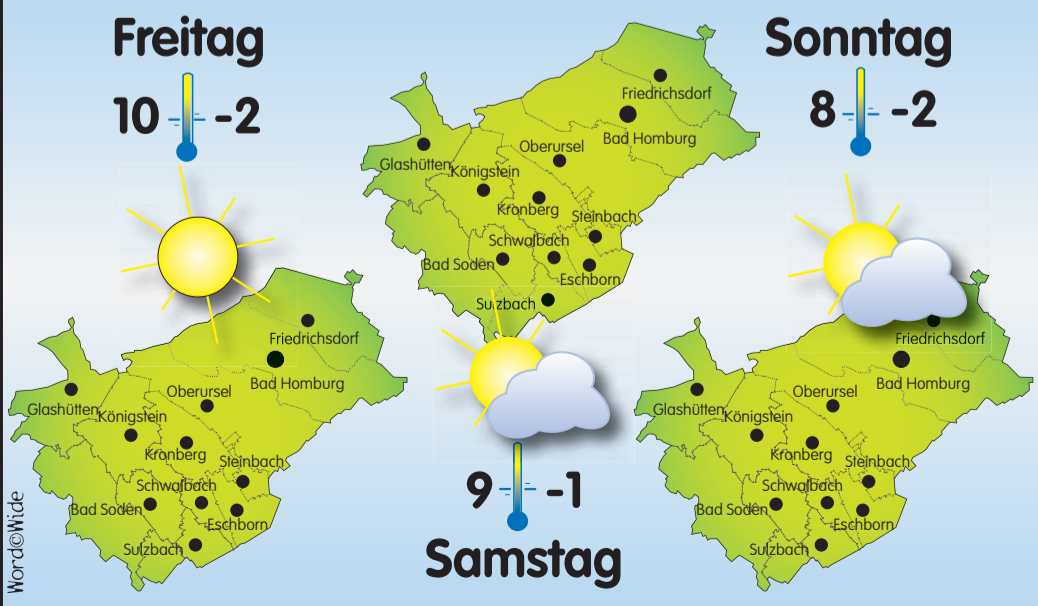 Freitag
10 -2
Friedrichsdorf
Bad Homburg
Oberursel
Glashütten
Königstein
Kronberg
Steinbach
Schwalbach
Bad Soden
Eschborn
Sulzbach
Friedrichsdorf
Bad Homburg
Oberursel
Glashütten
Königstein
Kronberg
Steinbach
Schwalbach
Bad Soden
Eschborn
Sulzbach
9 -1
Samstag
Sonntag
8 -2
Friedrichsdorf
Bad Homburg
Oberursel
Glashütten
Königstein
Kronberg
Steinbach
Schwalbach
Bad Soden
Eschborn
Sulzbach
Word©Wide